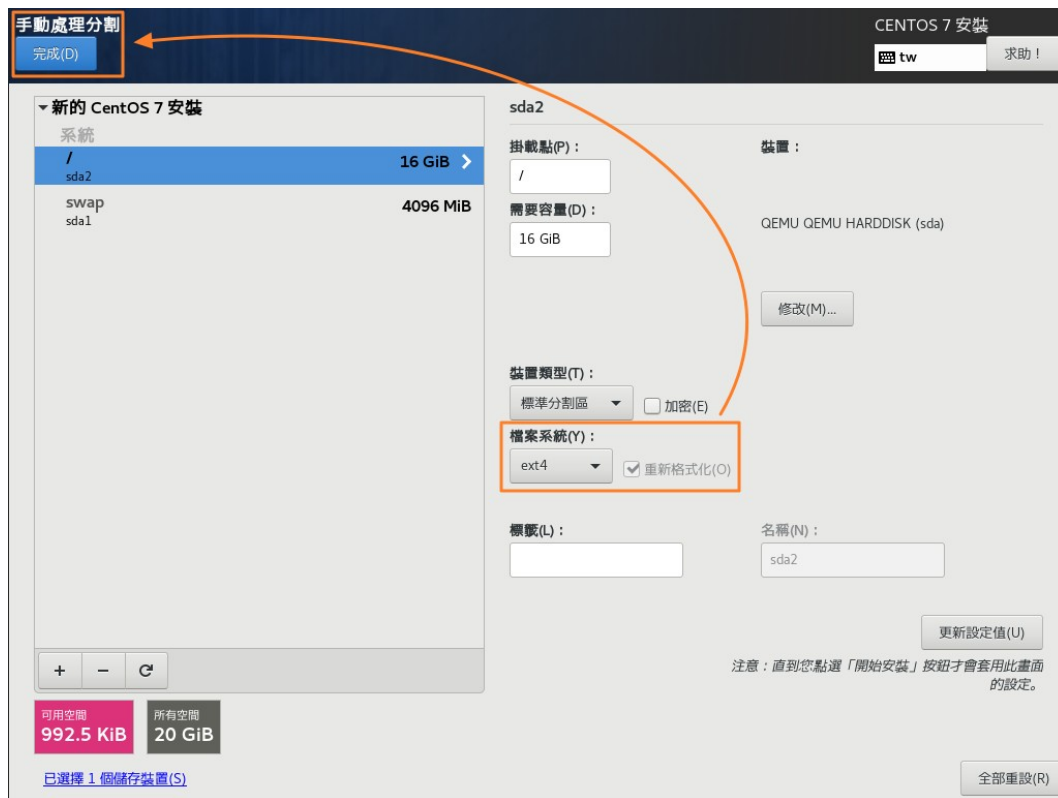 手動處理分割
CENTOS 7 安裝
完成(D)
tw
求助！
新的 CentOS 7 安裝
系統
/
16 GiB
sda2
swap
4096 MiB
sda1
sda2
掛載點(P)：
裝置：
/
需要容量(D)：
16 GiB
QEMU QEMU HARDDISK (sda)
修改(M)...
裝置類型(T)：
標準分割區
加密(E)
檔案系統(Y)：
ext4
重新格式化(O)
標籤(L)：
名稱(N)：
sda2
更新設定值(U)
注意：直到您點選「開始安裝」按鈕才會套用此畫面
的設定。
+ −
可用空間
992.5 KiB
所有空間
20 GiB
已選擇 1 個儲存裝置(S)
全部重設(R)